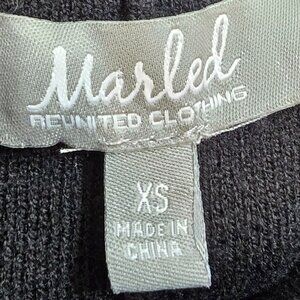 Marled
REUNITED CLOTHING
XS
MADE IN
CHINA